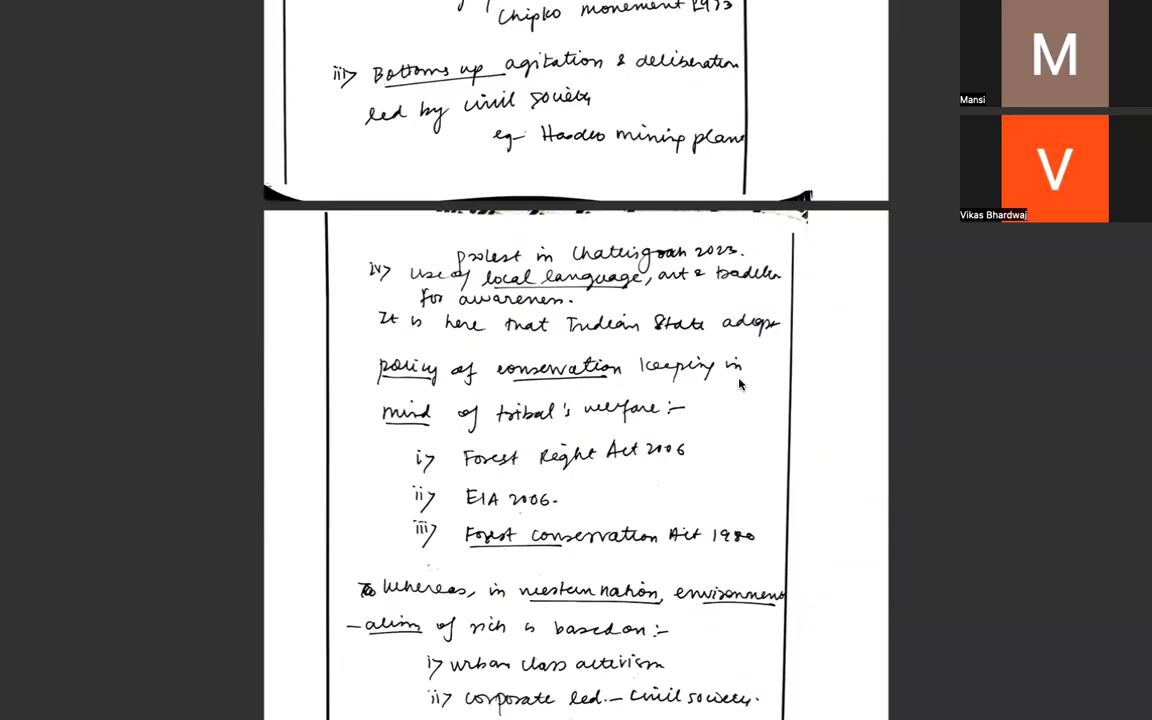 Chipko movement 1973
iii> Bottoms up agitation & deliberation
led by civil society
eg- Hasdeo mining plans
protest in Chattisgarh 2023.
iv> use of local language, art &
for awareness.
It is here that Indian State adopt
policy of conservation keeping in
mind of tribal's welfare :-
i> Forest Right Act 2006
ii> EIA 2006.
iii> Forest conservation Act 1980
Whereas, in western nation, environment
-alism of rich is based on :-
i> urban class activism
ii> corporate led - civil society.
M
Mansi
V
Vikas Bhardwaj